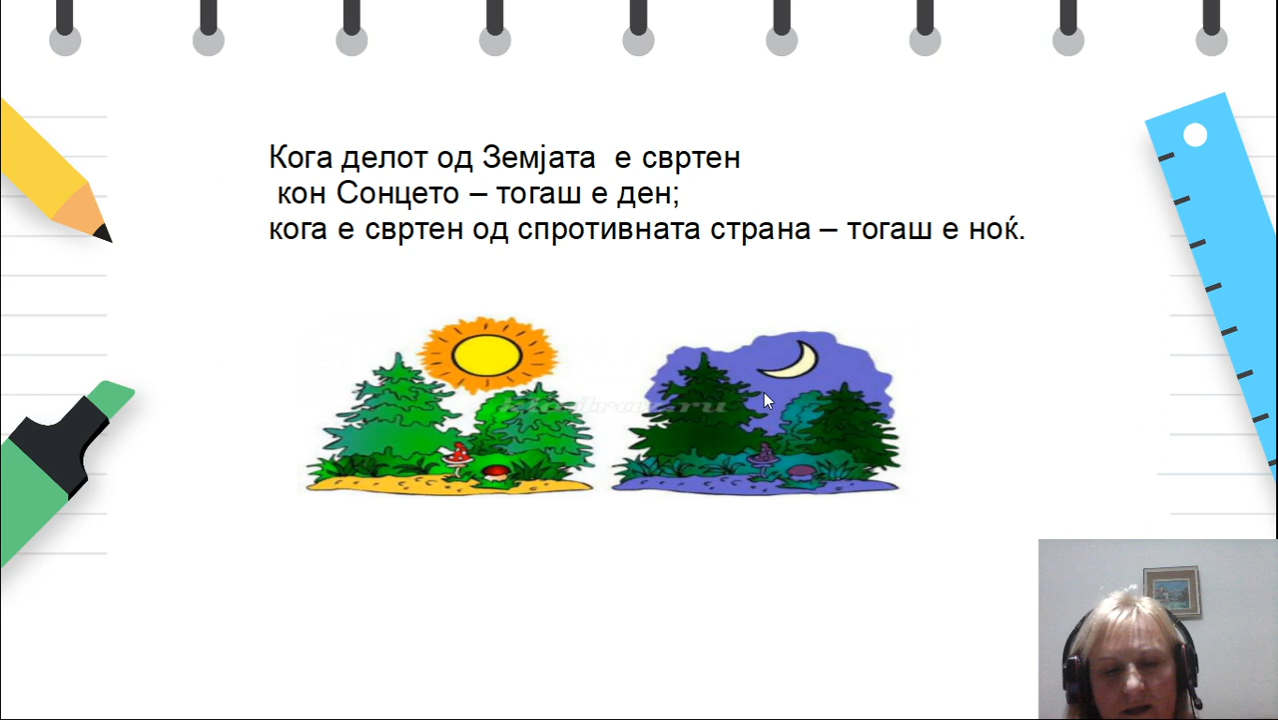 Кога делот од Земјата е свртен
кон Сонцето – тогаш е ден;
кога е свртен од спротивната страна – тогаш е ноќ.